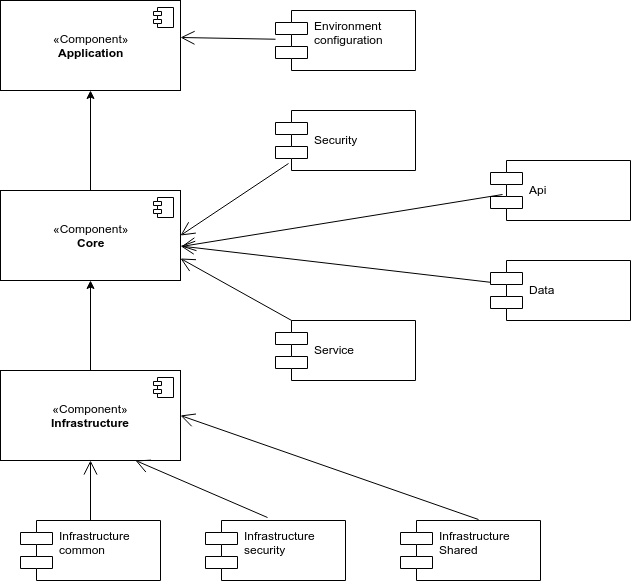 «Component»
Application
Environment
configuration
Security
Api
«Component»
Core
Data
Service
«Component»
Infrastructure
Infrastructure
common
Infrastructure
security
Infrastructure
Shared